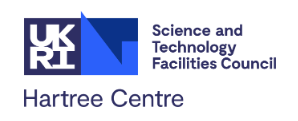 UK
RI
Science and
Technology
Facilities Council
Hartree Centre